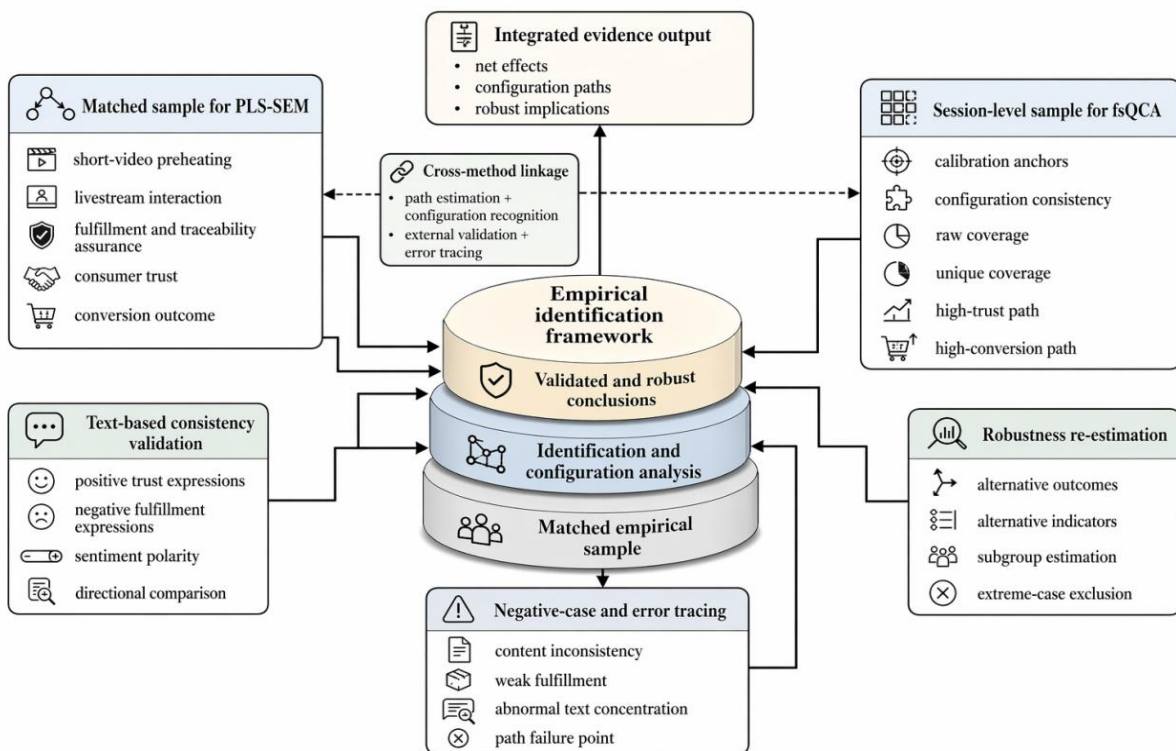 Integrated evidence output
• net effects
• configuration paths
• robust implications
Matched sample for PLS-SEM
short-video preheating
livestream interaction
fulfillment and traceability
assurance
consumer trust
conversion outcome
Cross-method linkage
• path estimation +
configuration recognition
• external validation +
error tracing
Session-level sample for fsQCA
calibration anchors
configuration consistency
raw coverage
unique coverage
high-trust path
high-conversion path
Empirical
identification
framework
Validated and robust
conclusions
Identification and
configuration analysis
Matched empirical
sample
Text-based consistency
validation
positive trust expressions
negative fulfillment
expressions
sentiment polarity
directional comparison
Robustness re-estimation
alternative outcomes
alternative indicators
subgroup estimation
extreme-case exclusion
Negative-case and error tracing
content inconsistency
weak fulfillment
abnormal text concentration
path failure point